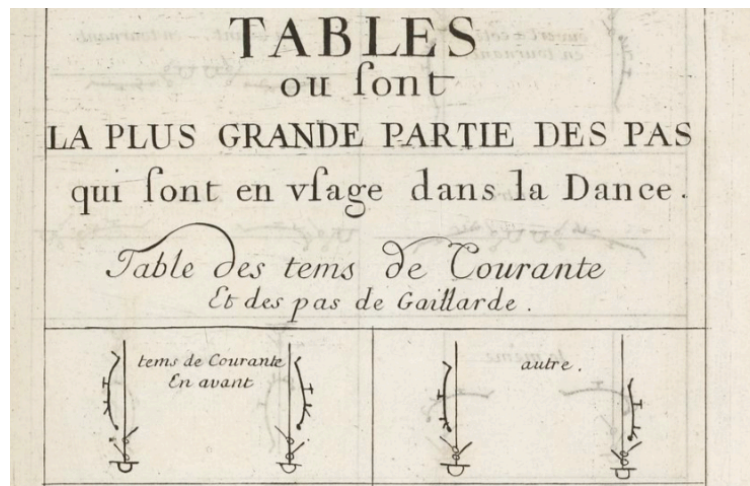 TABLES
ou ſont
LA PLUS GRANDE PARTIE DES PAS
qui ſont en vſage dans la Dance.
Table des tems de Courante
Et des pas de Gaillarde.
tems de Courante
En avant
autre.